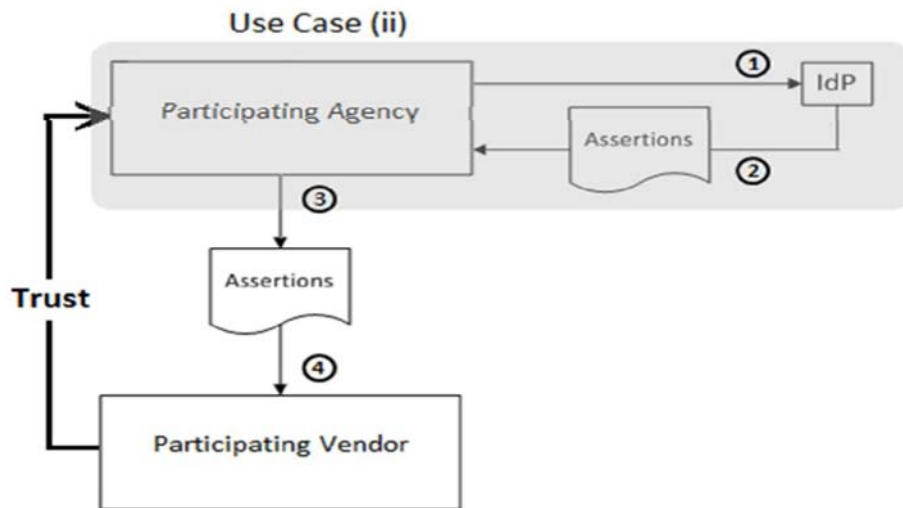 Use Case (ii)
1
IdP
Participating Agency
Assertions
2
3
Assertions
Trust
4
Participating Vendor